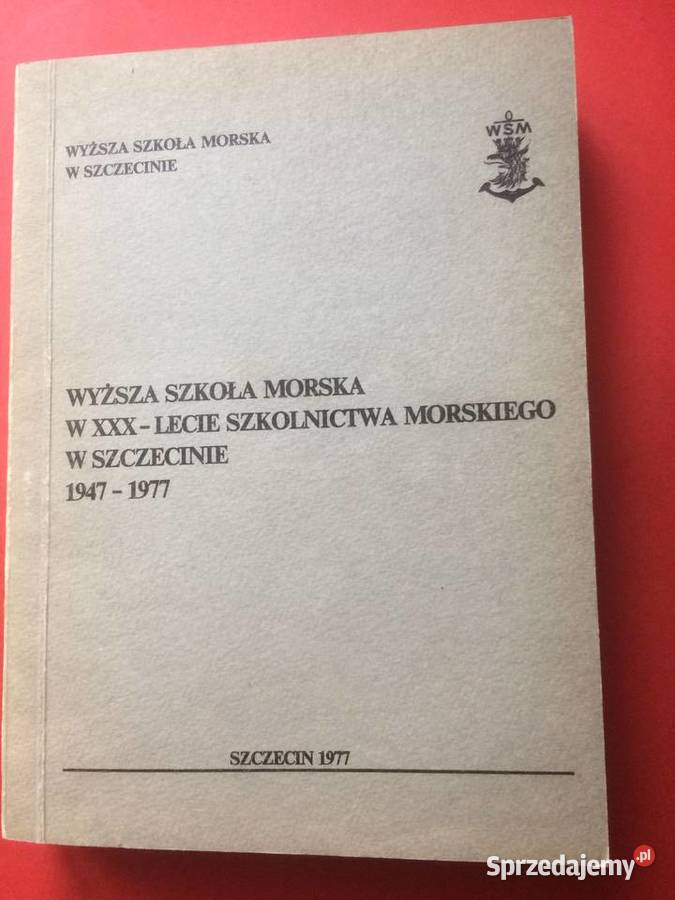 WYŻSZA SZKOŁA MORSKA
W SZCZECINIE
WSM
WYŻSZA SZKOŁA MORSKA
W XXX-LECIE SZKOLNICTWA MORSKIEGO
W SZCZECINIE
1947 - 1977
SZCZECIN 1977
Sprzedajemy.pl